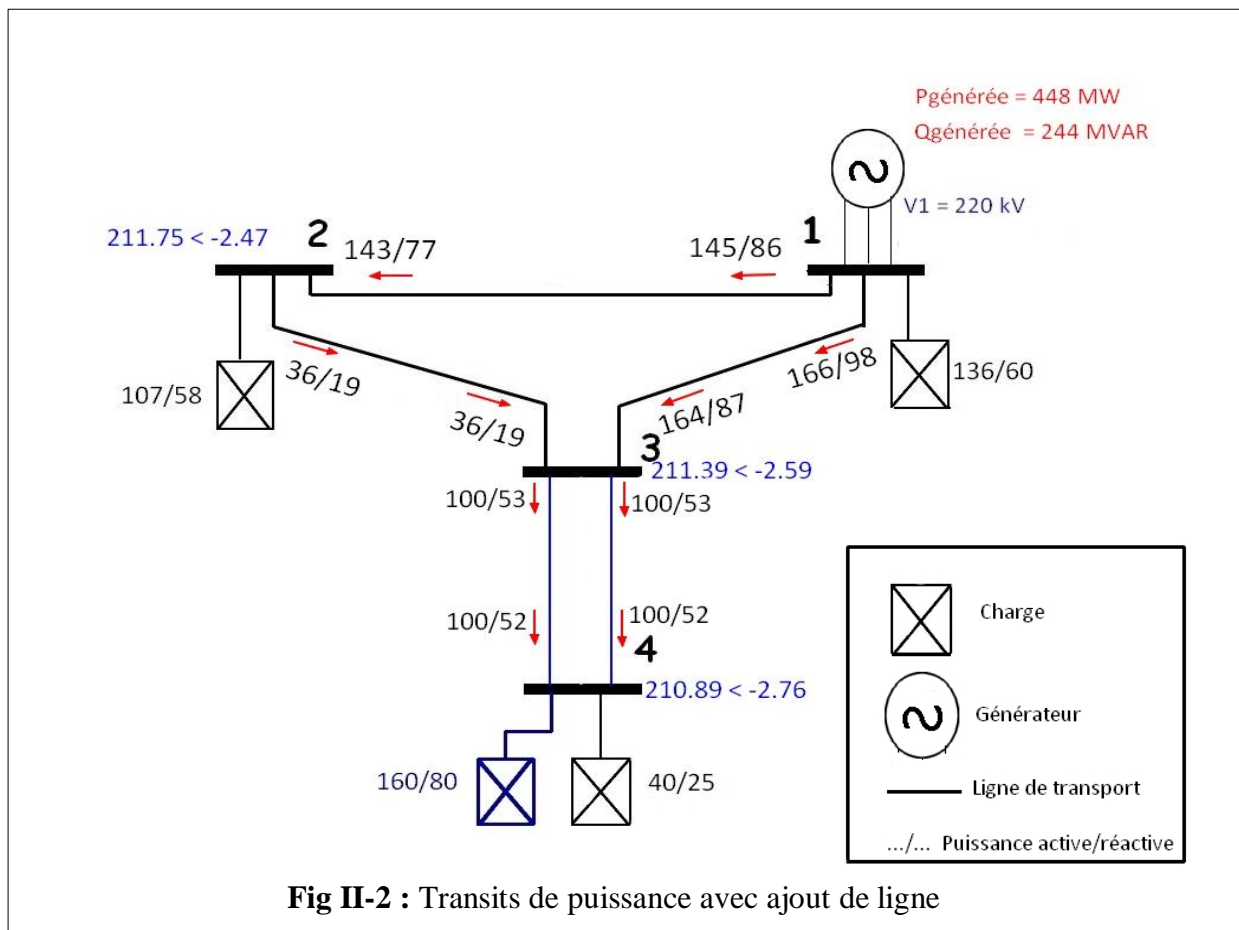 Pgénérée = 448 MW
Qgénérée = 244 MVAR
V1 = 220 kV
211.75 < -2.47
2
1
143/77
145/86
107/58
36/19
36/19
166/98
164/87
136/60
3
211.39 < -2.59
100/53
100/53
100/52
100/52
4
210.89 < -2.76
160/80
40/25
Charge
Générateur
Ligne de transport
.../... Puissance active/réactive
Fig II-2 : Transits de puissance avec ajout de ligne